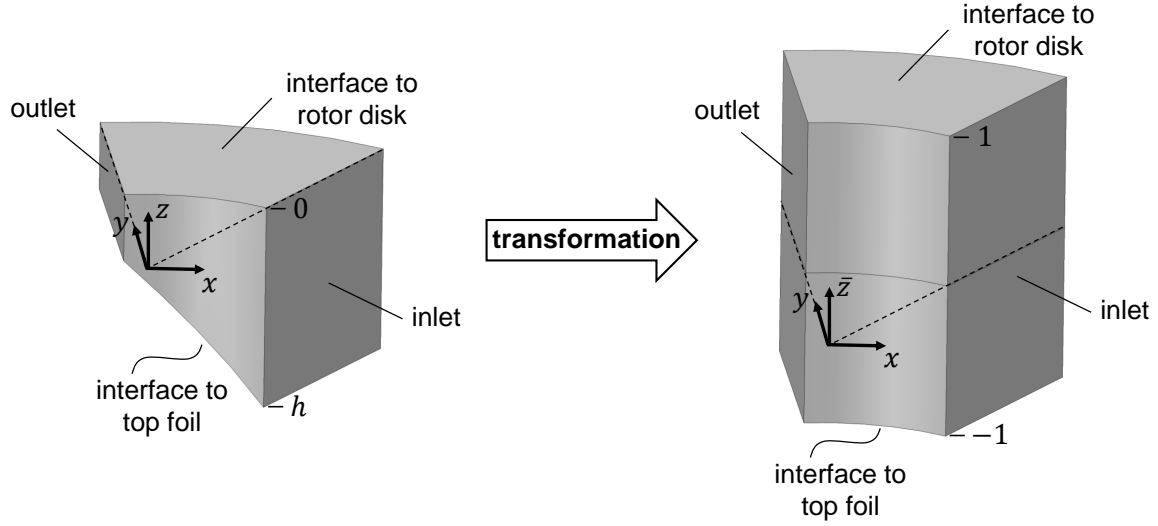 interface to
rotor disk
outlet
z
y
x
0
-h
inlet
interface to
top foil
transformation
interface to
rotor disk
outlet
1
z̄
y
x
inlet
-1
interface to
top foil